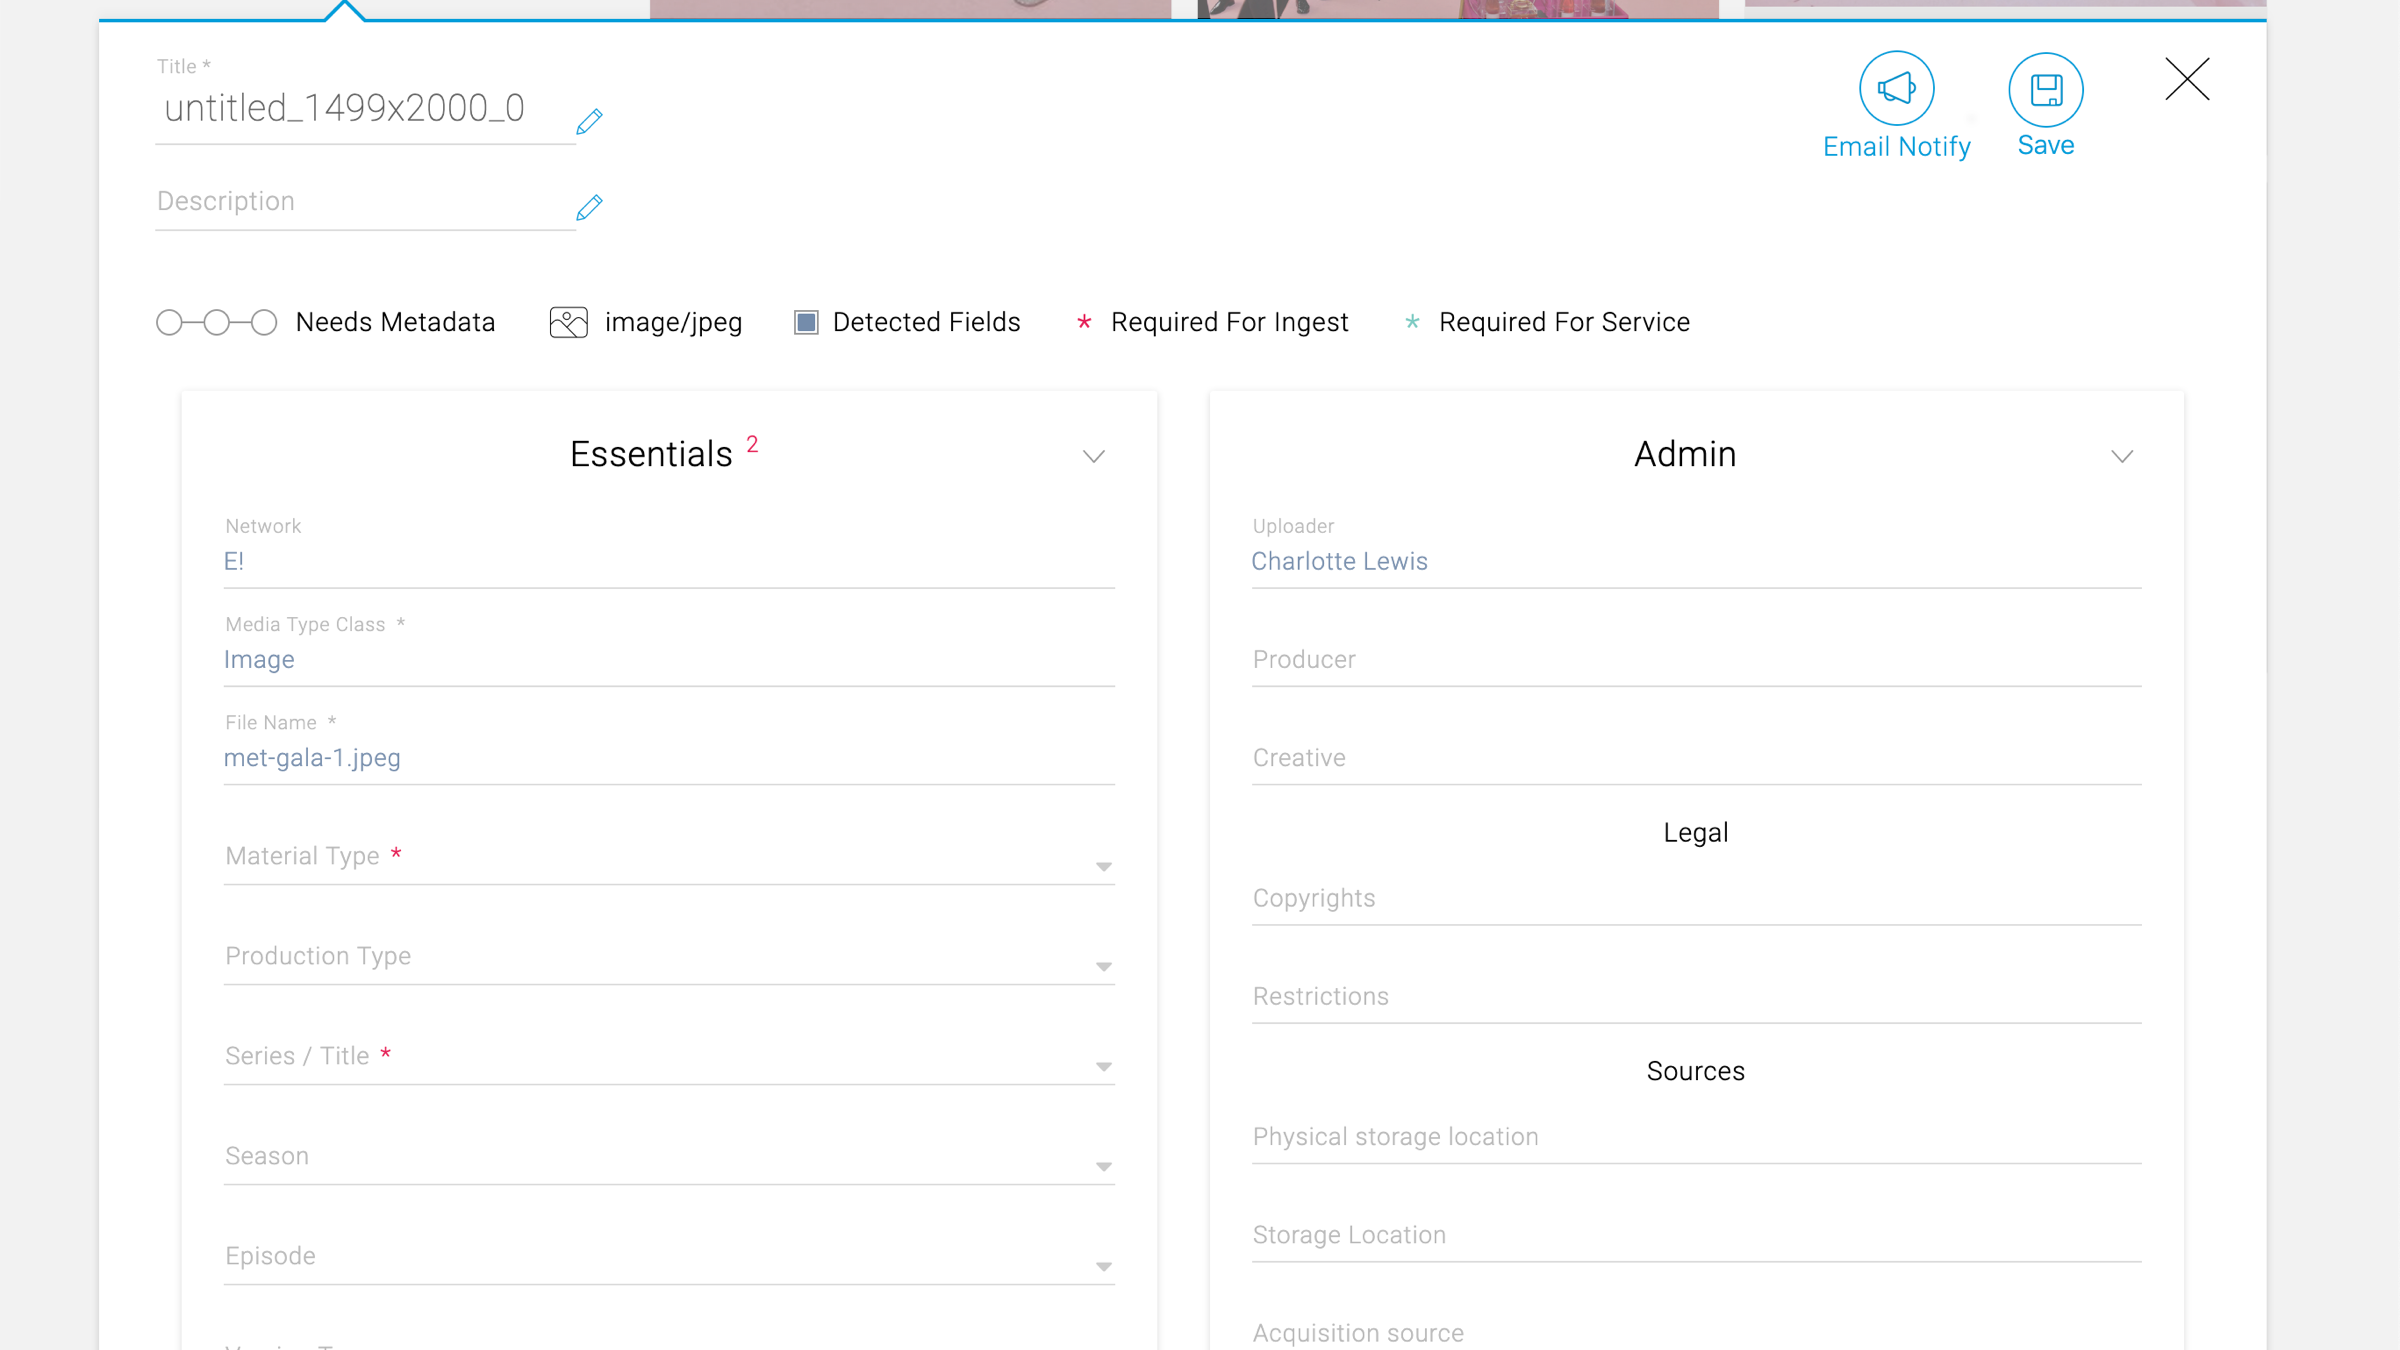 Title *
untitled_1499x2000_0
Email Notify
Save
Description
Needs Metadata
image/jpeg
Detected Fields
* Required For Ingest
* Required For Service
Essentials 2
Network
E!
Media Type Class *
Image
File Name *
met-gala-1.jpeg
Material Type *
Production Type
Series / Title *
Season
Episode
Admin
Uploader
Charlotte Lewis
Producer
Creative
Legal
Copyrights
Restrictions
Sources
Physical storage location
Storage Location
Acquisition source